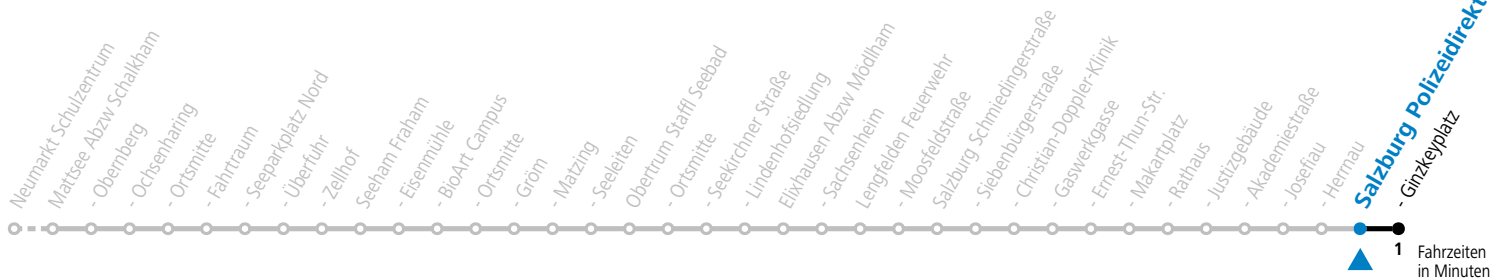 Neumarkt Schulzentrum
Mattsee Abzw Schalkham
- Obernberg
- Ochsenharing
- Ortsmitte
- Fahrtraum
- Seeparkplatz Nord
- Überfuhr
- Zellhof
Seeham Fraham
- Eisenmühle
- BioArt Campus
- Ortsmitte
- Gröm
- Matzing
- Seeleiten
Obertrum Staffl Seebad
- Ortsmitte
- Seekirchner Straße
- Lindenhofsiedlung
Elixhausen Abzw Mödlham
- Sachsenheim
Lengfelden Feuerwehr
- Moosfeldstraße
Salzburg Schmiedingerstraße
- Siebenbürgerstraße
- Christian-Doppler-Klinik
- Gaswerkgasse
- Ernest-Thun-Str.
- Makartplatz
- Rathaus
- Justizgebäude
- Akademiestraße
- Josefiau
- Herrnau
Salzburg Polizeidirekt
- Ginzkeyplatz
1 Fahrzeiten
in Minuten